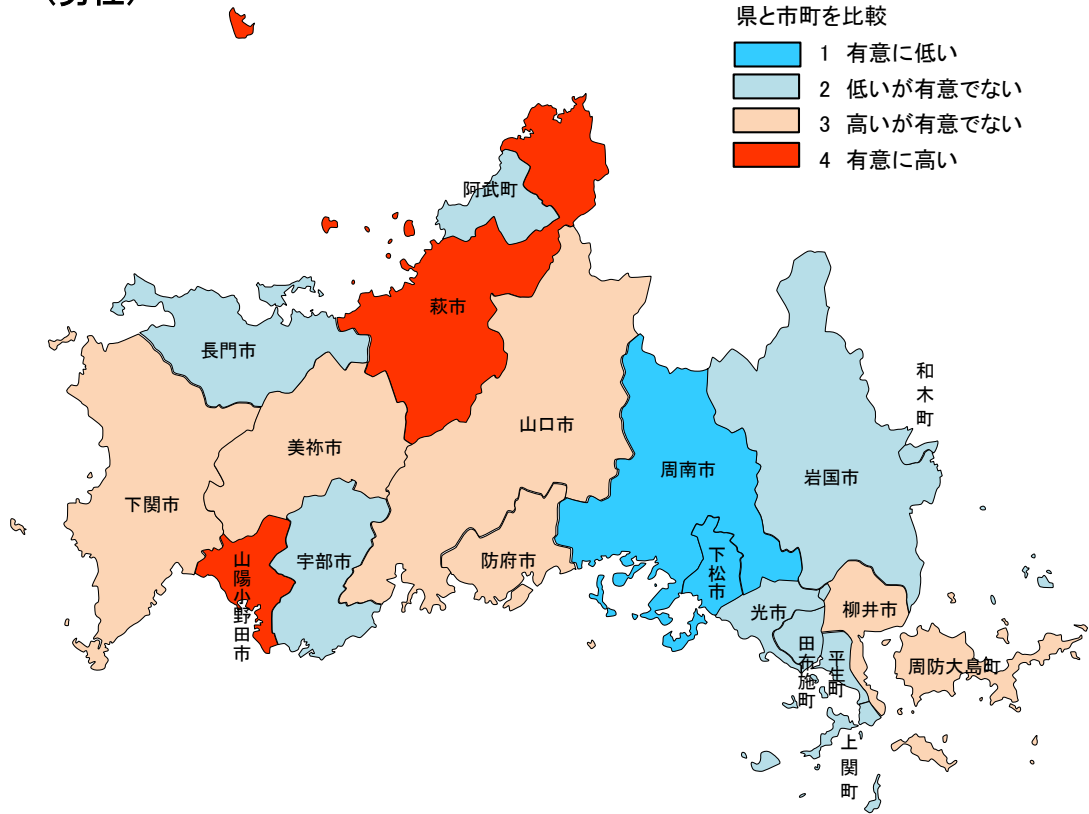 (男性)
県と市町を比較
1 有意に低い
2 低いが有意でない
3 高いが有意でない
4 有意に高い
阿武町
萩市
長門市
和木町
山口市
美祢市
周南市
岩国市
下関市
宇部市
防府市
下松市
山陽小野田市
光市
柳井市
田布施町
平生町
周防大島町
上関町